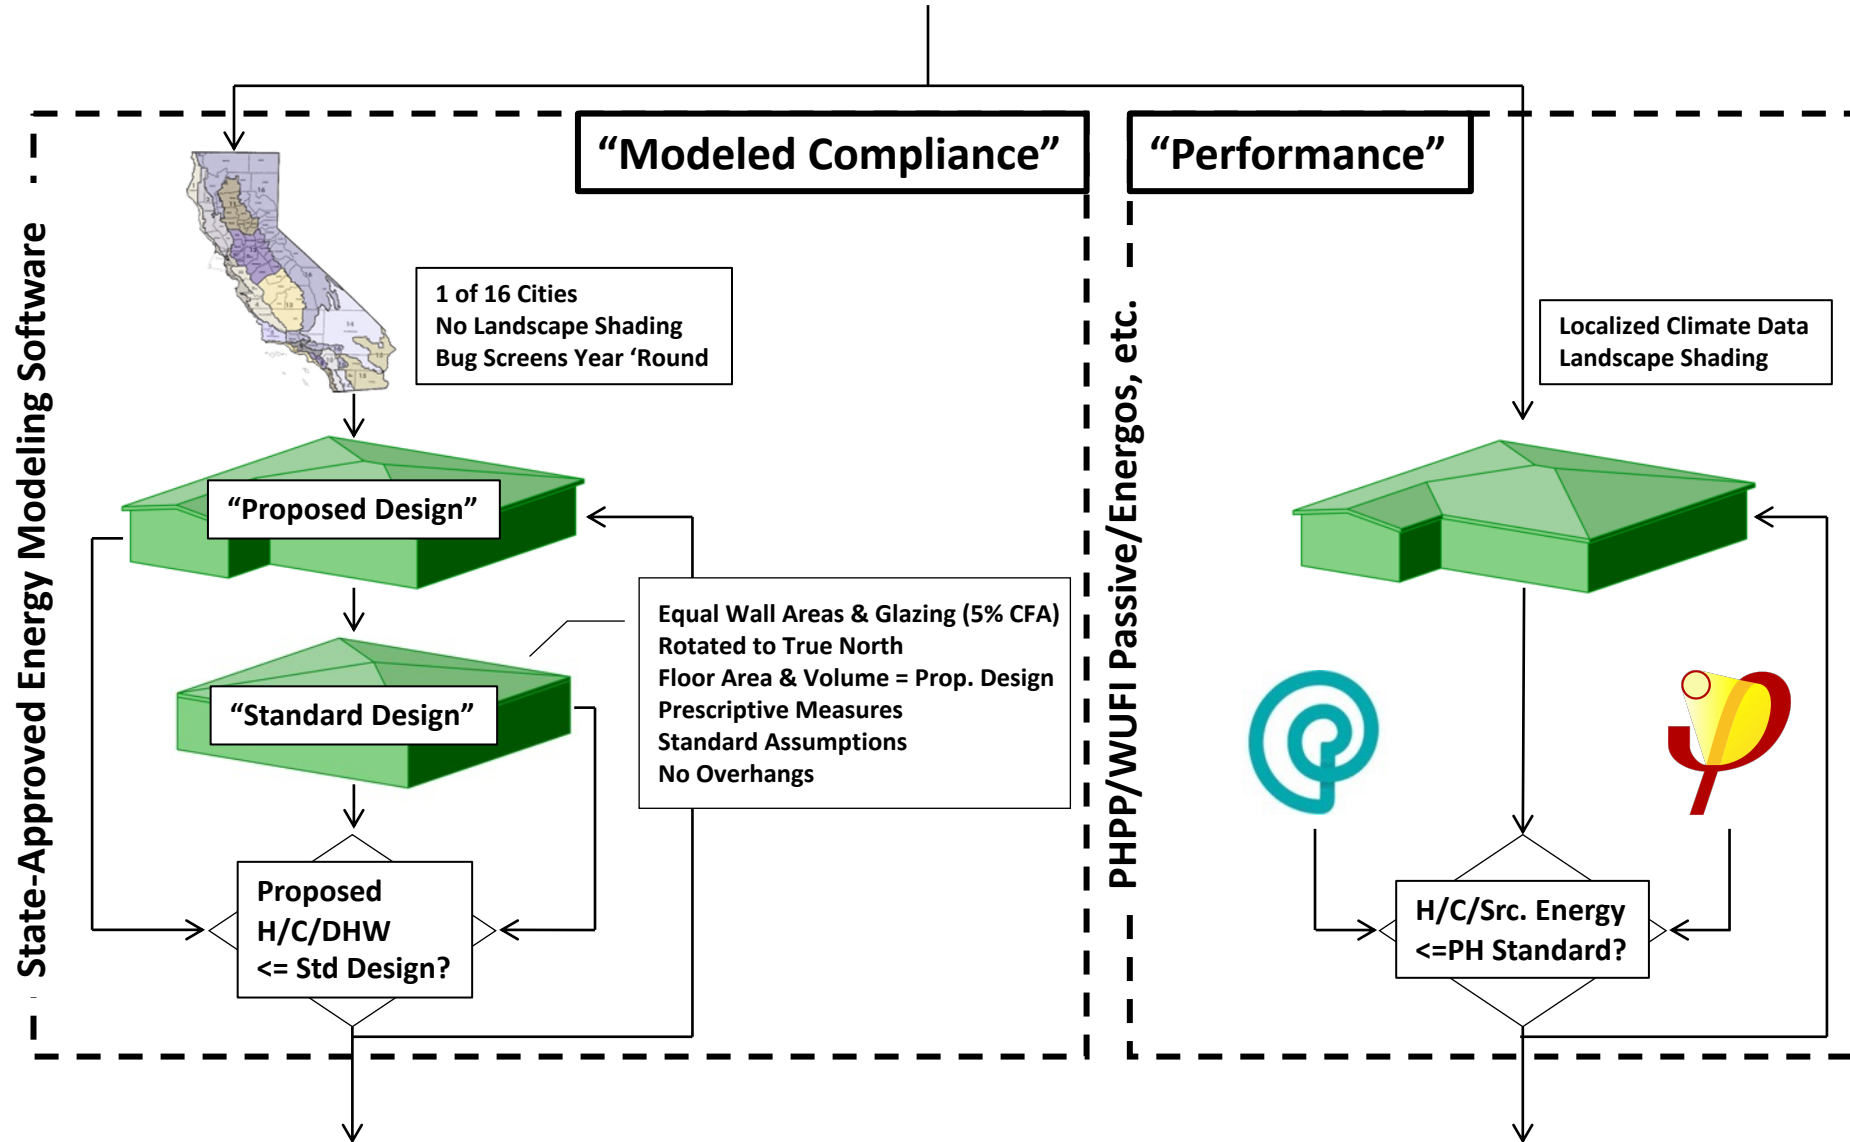 “Modeled Compliance”
“Performance”
State-Approved Energy Modeling Software
1 of 16 Cities
No Landscape Shading
Bug Screens Year ‘Round
“Proposed Design”
Equal Wall Areas & Glazing (5% CFA)
Rotated to True North
Floor Area & Volume = Prop. Design
Prescriptive Measures
Standard Assumptions
No Overhangs
“Standard Design”
Proposed
H/C/DHW
<= Std Design?
PHPP/WUFI Passive/Energos, etc.
Localized Climate Data
Landscape Shading
H/C/Src. Energy
<=PH Standard?